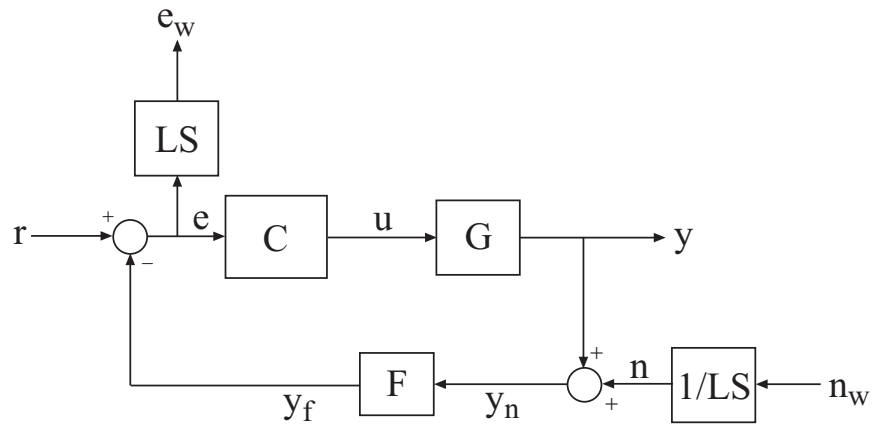 e_w
LS
+
r
e
C
u
G
y
−
+
F
n
1/LS
n_w
y_f
y_n
+